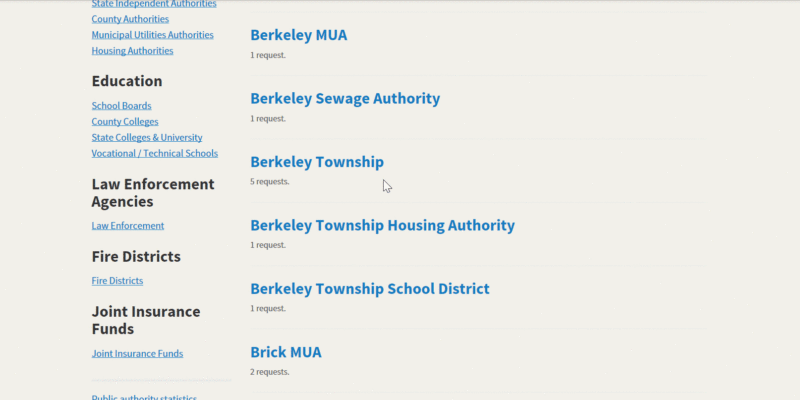 State Independent Authorities
County Authorities
Municipal Utilities Authorities
Housing Authorities
Education
School Boards
County Colleges
State Colleges & University
Vocational / Technical Schools
Law Enforcement
Agencies
Law Enforcement
Fire Districts
Fire Districts
Joint Insurance
Funds
Joint Insurance Funds
Public authority statistics
Berkeley MUA
1 request.
Berkeley Sewage Authority
1 request.
Berkeley Township
5 requests.
Berkeley Township Housing Authority
1 request.
Berkeley Township School District
1 request.
Brick MUA
2 requests.